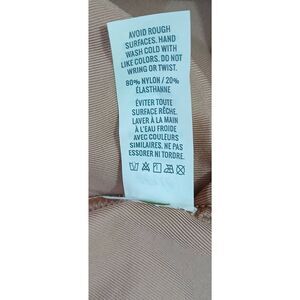 AVOID ROUGH
SURFACES. HAND
WASH COLD WITH
LIKE COLORS. DO NOT
WRING OR TWIST.
80% NYLON / 20%
ÉLASTHANNE
ÉVITER TOUTE
SURFACE RÊCHE.
LAVER À LA MAIN
À L'EAU FROIDE
AVEC COULEURS
SIMILAIRES. NE PAS
ESSORER NI TORDRE.